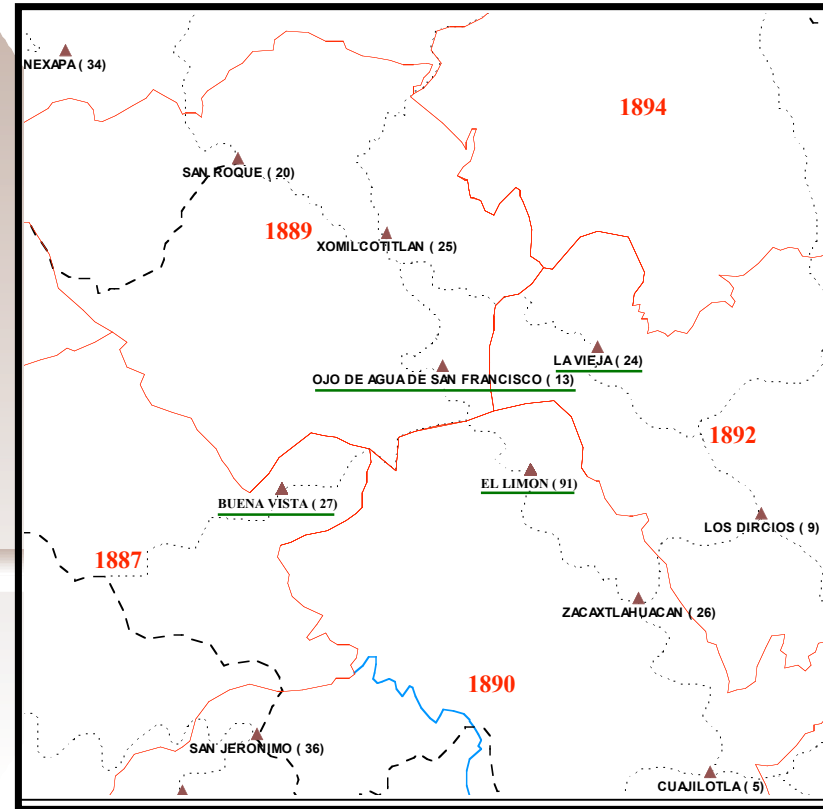 NEXAPA ( 34)
1894
SAN ROQUE ( 20)
1889
XOMILCOTITLAN ( 25)
LA VIEJA ( 24)
OJO DE AGUA DE SAN FRANCISCO ( 13)
1892
EL LIMON ( 91)
BUENA VISTA ( 27)
LOS DIRCIOS ( 9)
1887
ZACAXTLAHUACAN ( 26)
1890
SAN JERONIMO ( 36)
CUAJILOTLA ( 5)